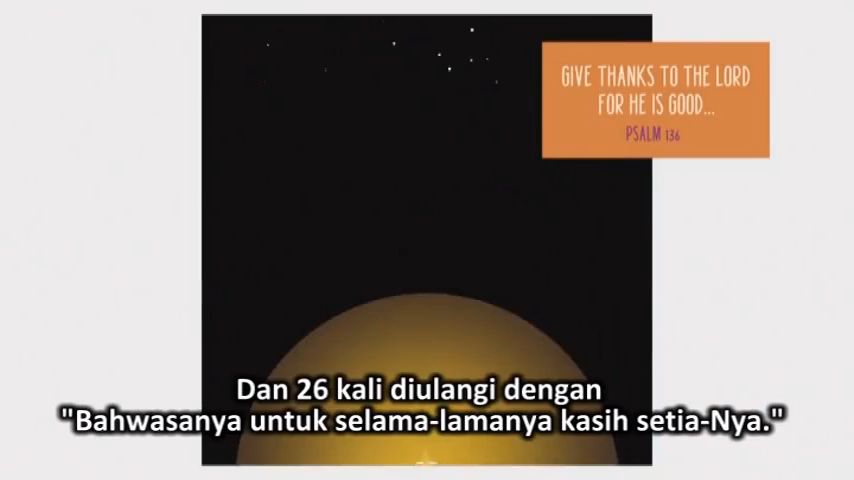 GIVE THANKS TO THE LORD
FOR HE IS GOOD...
PSALM 136
Dan 26 kali diulangi dengan
"Bahwasanya untuk selama-lamanya kasih setia-Nya."